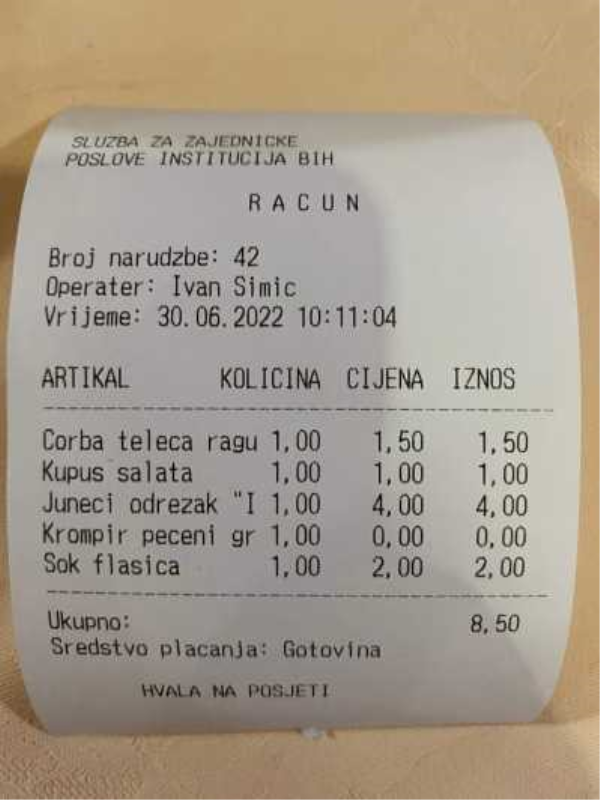 SLUZBA ZA ZAJEDNICKE
POSLOVE INSTITUCIJA BIH
R A C U N
Broj narudzbe: 42
Operater: Ivan Simic
Vrijeme: 30.06.2022 10:11:04
ARTIKAL KOLICINA CIJENA IZNOS
Corba teleca ragu 1,00 1,50 1,50
Kupus salata 1,00 1,00 1,00
Juneci odrezak "I 1,00 4,00 4,00
Krompir peceni gr 1,00 0,00 0,00
Sok flasica 1,00 2,00 2,00
Ukupno: 8,50
Sredstvo placanja: Gotovina
HVALA NA POSJETI